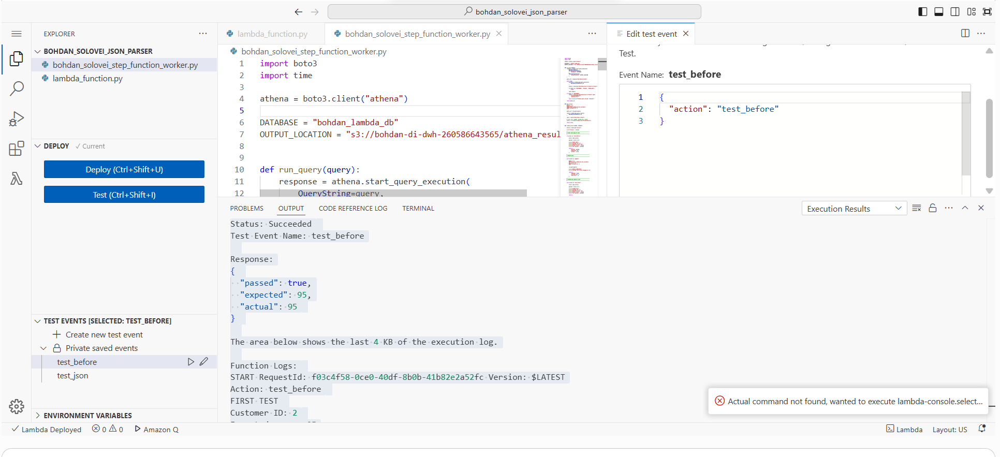 bohdan_solovei_json_parser
EXPLORER
BOHDAN_SOLOVEI_JSON_PARSER
bohdan_solovei_step_function_worker.py
lambda_function.py
DEPLOY Current
Deploy (Ctrl+Shift+U)
Test (Ctrl+Shift+I)
TEST EVENTS [SELECTED: TEST_BEFORE]
Create new test event
Private saved events
test_before
test_json
ENVIRONMENT VARIABLES
lambda_function.py
bohdan_solovei_step_function_worker.py
bohdan_solovei_step_function_worker.py
1 import boto3
2 import time
3
4 athena = boto3.client("athena")
5
6 DATABASE = "bohdan_lambda_db"
7 OUTPUT_LOCATION = "s3://bohdan-di-dwh-260586643565/athena_resul
8
9
10 def run_query(query):
11 response = athena.start_query_execution(
12 QueryString=query,
Edit test event
Test.
Event Name: test_before
1 {
2 "action": "test_before"
3 }
PROBLEMS OUTPUT CODE REFERENCE LOG TERMINAL
Execution Results
Status: Succeeded
Test Event Name: test_before
Response:
{
"passed": true,
"expected": 95,
"actual": 95
}
The area below shows the last 4 KB of the execution log.
Function Logs:
START RequestId: f03c4f58-0ce0-40df-8b0b-41b82e2a52fc Version: $LATEST
Action: test_before
FIRST TEST
Customer ID: 2
Actual command not found, wanted to execute lambda-console.select...
Lambda Deployed 0 0 Amazon Q
Lambda Layout: US